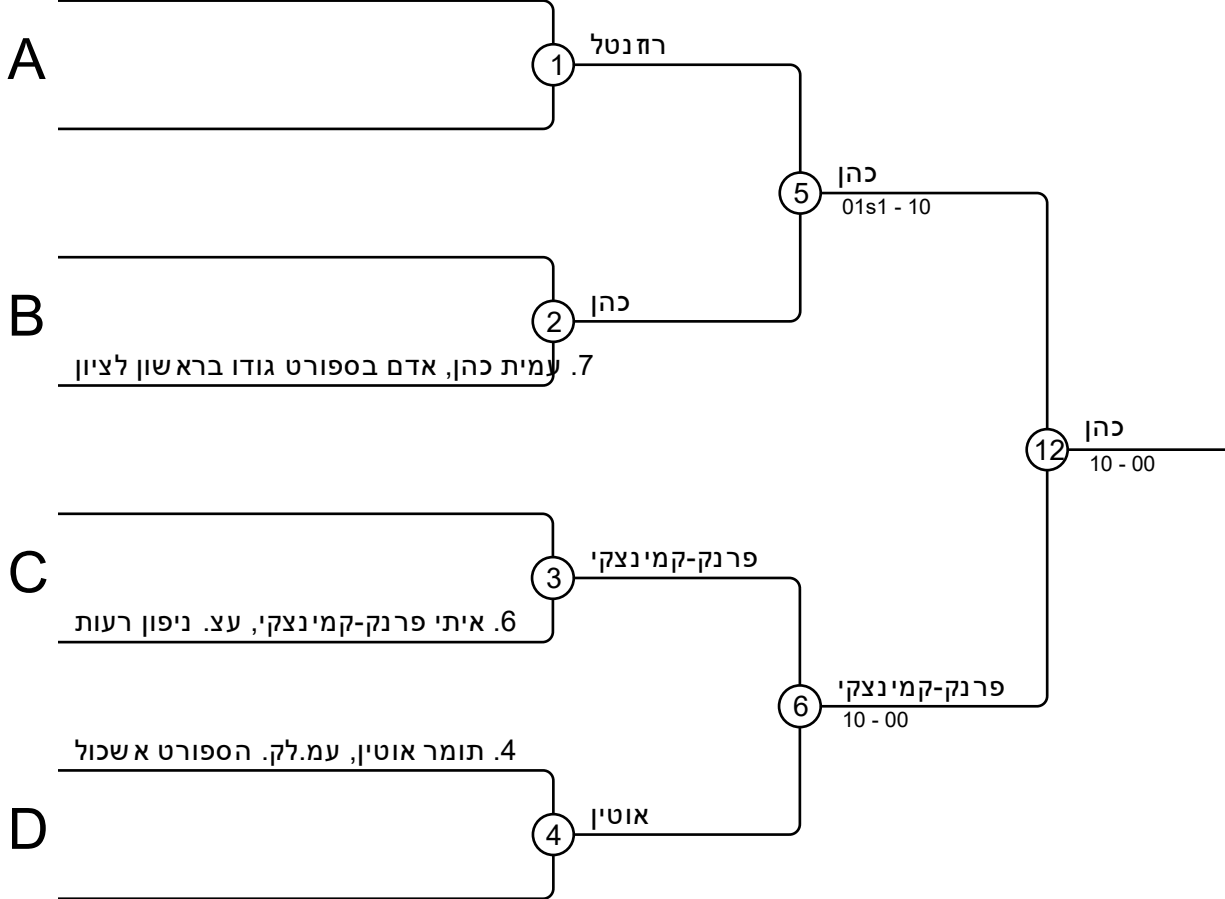 A
1
רוזנטל
5
כהן
01s1 - 10
B
2
כהן
7. עמית כהן, אדם בספורט גודו בראשון לציון
12
כהן
10 - 00
C
3
פרנק-קמינצקי
6. איתי פרנק-קמינצקי, עצ. ניפון רעות
6
פרנק-קמינצקי
10 - 00
4. תומר אוטין, עמ.לק. הספורט אשכול
D
4
אוטין